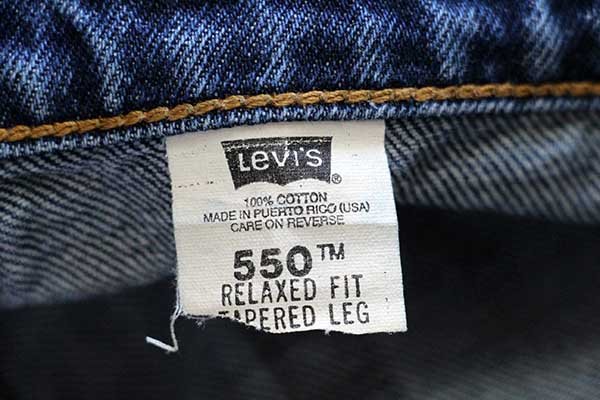 Levi's ®
100% COTTON
MADE IN PUERTO RICO (USA)
CARE ON REVERSE
550™
RELAXED FIT
TAPERED LEG